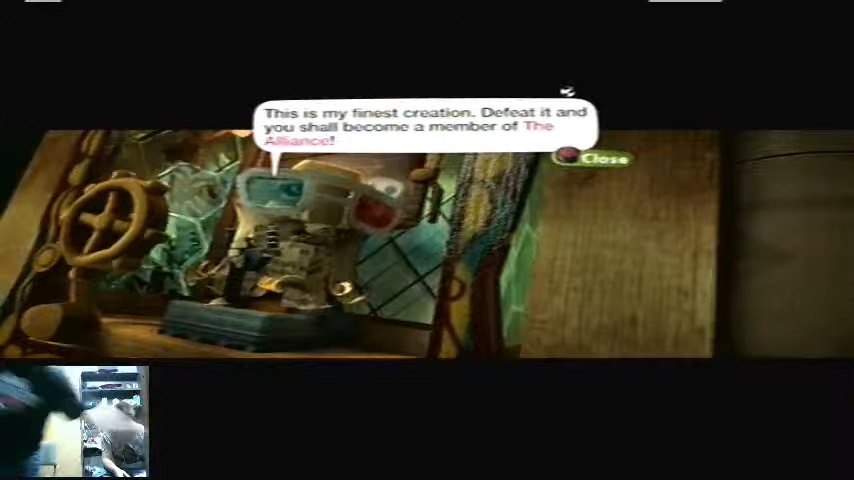 This is my finest creation. Defeat it and
you shall become a member of The
Alliance!
Close